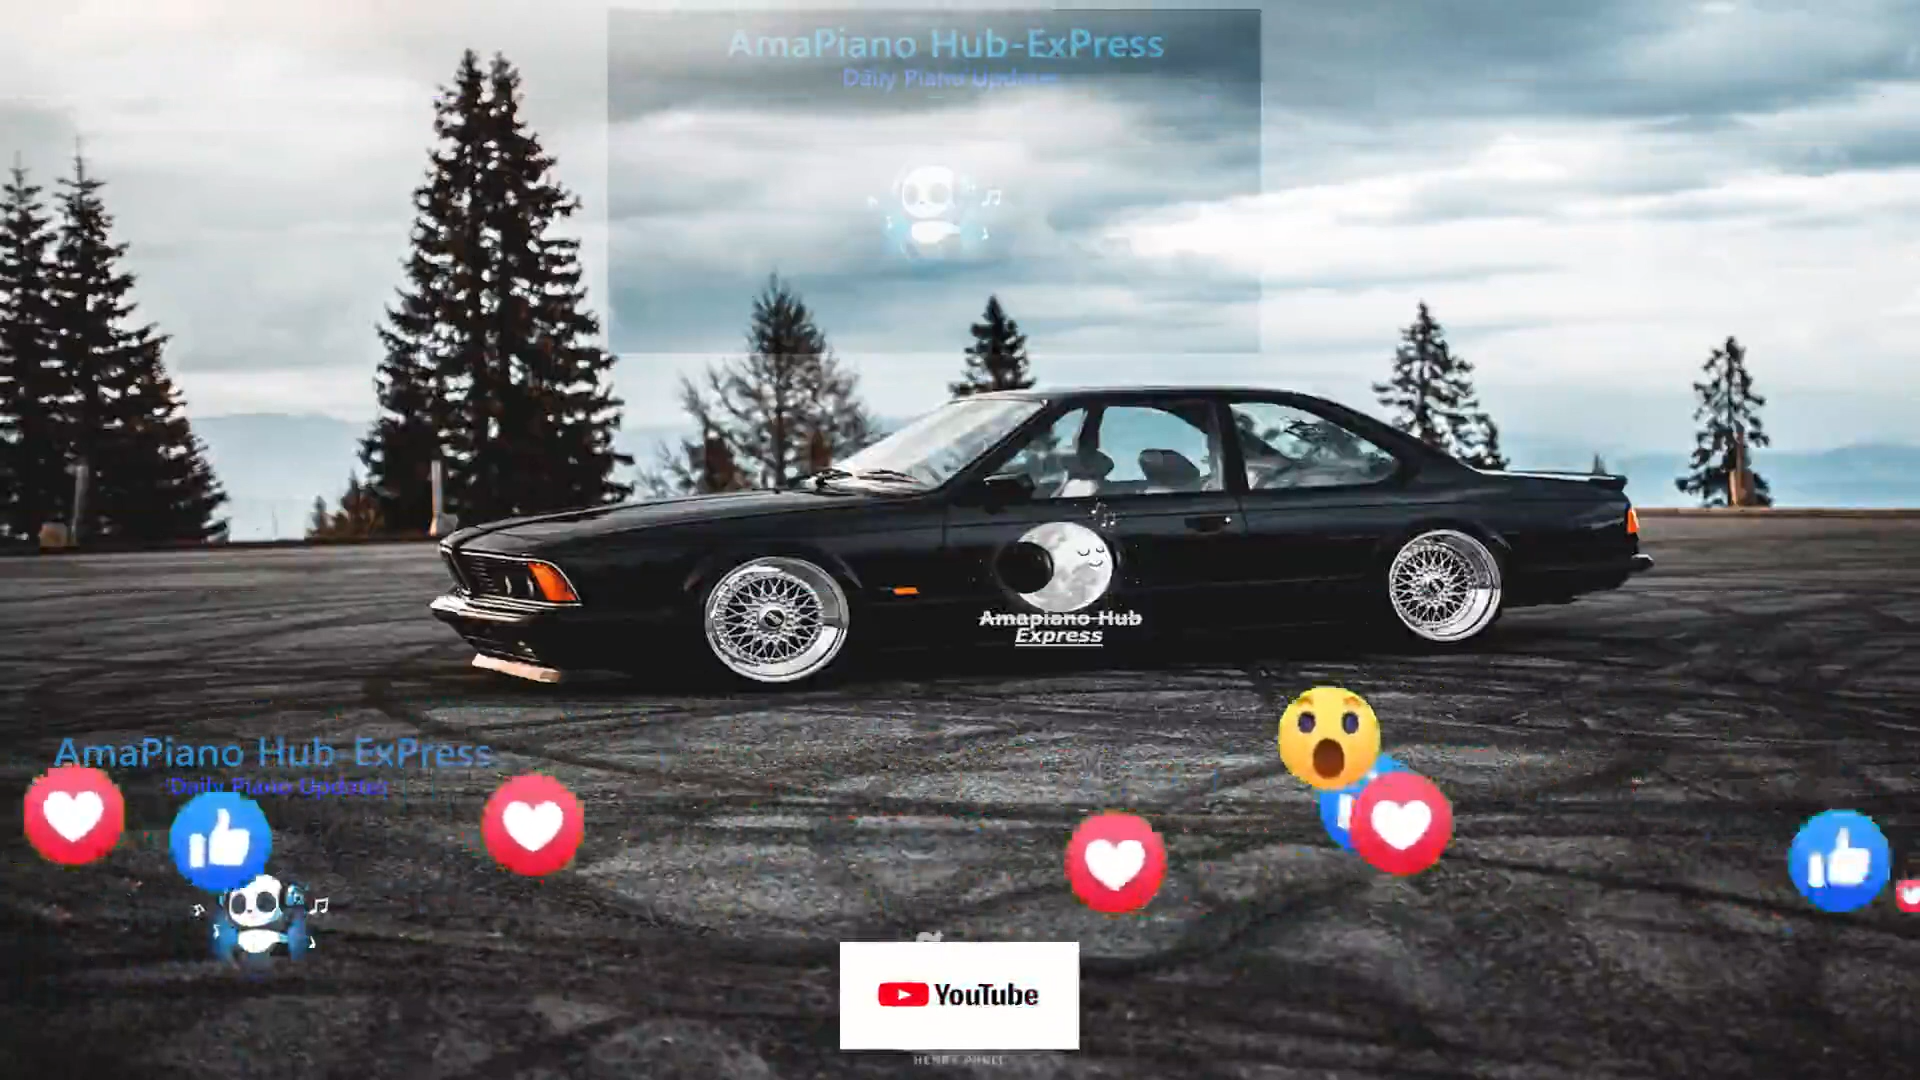 AmaPiano Hub-ExPress
Daily Piano Updates
Amapiano Hub
Express
AmaPiano Hub-ExPress
Daily Piano Updates
YouTube